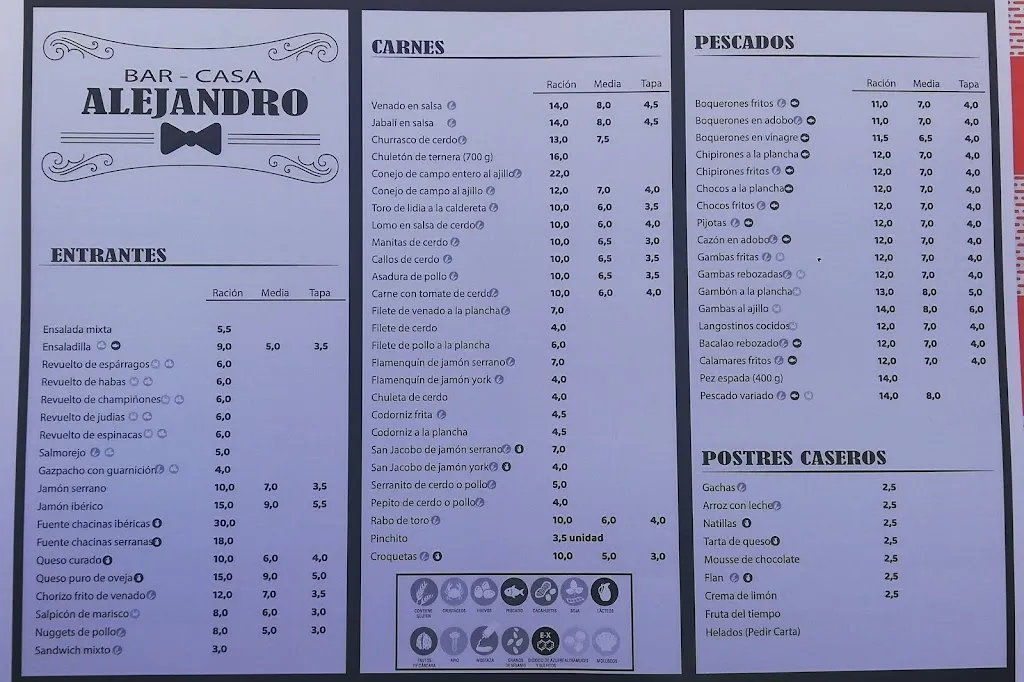 BAR - CASA
ALEJANDRO
ENTRANTES
Ración Media Tapa
Ensalada mixta 5,5
Ensaladilla 9,0 5,0 3,5
Revuelto de espárragos 6,0
Revuelto de habas 6,0
Revuelto de champiñones 6,0
Revuelto de judias 6,0
Revuelto de espinacas 6,0
Salmorejo 5,0
Gazpacho con guarnición 4,0
Jamón serrano 10,0 7,0 3,5
Jamón ibérico 15,0 9,0 5,5
Fuente chacinas ibéricas 30,0
Fuente chacinas serranas 18,0
Queso curado 10,0 6,0 4,0
Queso puro de oveja 15,0 9,0 5,0
Chorizo frito de venado 12,0 7,0 3,5
Salpicón de marisco 8,0 6,0 3,0
Nuggets de pollo 8,0 5,0 3,0
Sandwich mixto 3,0
CARNES
Ración Media Tapa
Venado en salsa 14,0 8,0 4,5
Jabalí en salsa 14,0 8,0 4,5
Churrasco de cerdo 13,0 7,5
Chuletón de ternera (700 g) 16,0
Conejo de campo entero al ajillo 22,0
Conejo de campo al ajillo 12,0 7,0 4,0
Toro de lidia a la caldereta 10,0 6,0 3,5
Lomo en salsa de cerdo 10,0 6,0 4,0
Manitas de cerdo 10,0 6,5 3,0
Callos de cerdo 10,0 6,5 3,5
Asadura de pollo 10,0 6,5 3,5
Carne con tomate de cerdo 10,0 6,0 4,0
Filete de venado a la plancha 7,0
Filete de cerdo 4,0
Filete de pollo a la plancha 6,0
Flamenquín de jamón serrano 7,0
Flamenquín de jamón york 4,0
Chuleta de cerdo 4,0
Codorniz frita 4,5
Codorniz a la plancha 4,5
San Jacobo de jamón serrano 7,0
San Jacobo de jamón york 4,0
Serranito de cerdo o pollo 5,0
Pepito de cerdo o pollo 4,0
Rabo de toro 10,0 6,0 4,0
Pinchito 3,5 unidad
Croquetas 10,0 5,0 3,0
CONTIENE GLUTEN CRUSTÁCEOS HUEVOS PESCADO CACAHUETES SOJA LÁCTEOS
E-X
FRUTOS DE CÁSCARA APIO MOSTAZA GRANOS DE SÉSAMO DIÓXIDO DE AZUFRE Y SULFITOS ALTRAMUCES MOLUSCOS
PESCADOS
Ración Media Tapa
Boquerones fritos 11,0 7,0 4,0
Boquerones en adobo 11,0 7,0 4,0
Boquerones en vinagre 11,5 6,5 4,0
Chipirones a la plancha 12,0 7,0 4,0
Chipirones fritos 12,0 7,0 4,0
Chocos a la plancha 12,0 7,0 4,0
Chocos fritos 12,0 7,0 4,0
Pijotas 12,0 7,0 4,0
Cazón en adobo 12,0 7,0 4,0
Gambas fritas 12,0 7,0 4,0
Gambas rebozadas 12,0 7,0 4,0
Gambón a la plancha 13,0 8,0 5,0
Gambas al ajillo 14,0 8,0 6,0
Langostinos cocidos 12,0 7,0 4,0
Bacalao rebozado 12,0 7,0 4,0
Calamares fritos 12,0 7,0 4,0
Pez espada (400 g) 14,0
Pescado variado 14,0 8,0
POSTRES CASEROS
Gachas 2,5
Arroz con leche 2,5
Natillas 2,5
Tarta de queso 2,5
Mousse de chocolate 2,5
Flan 2,5
Crema de limón 2,5
Fruta del tiempo
Helados (Pedir Carta)